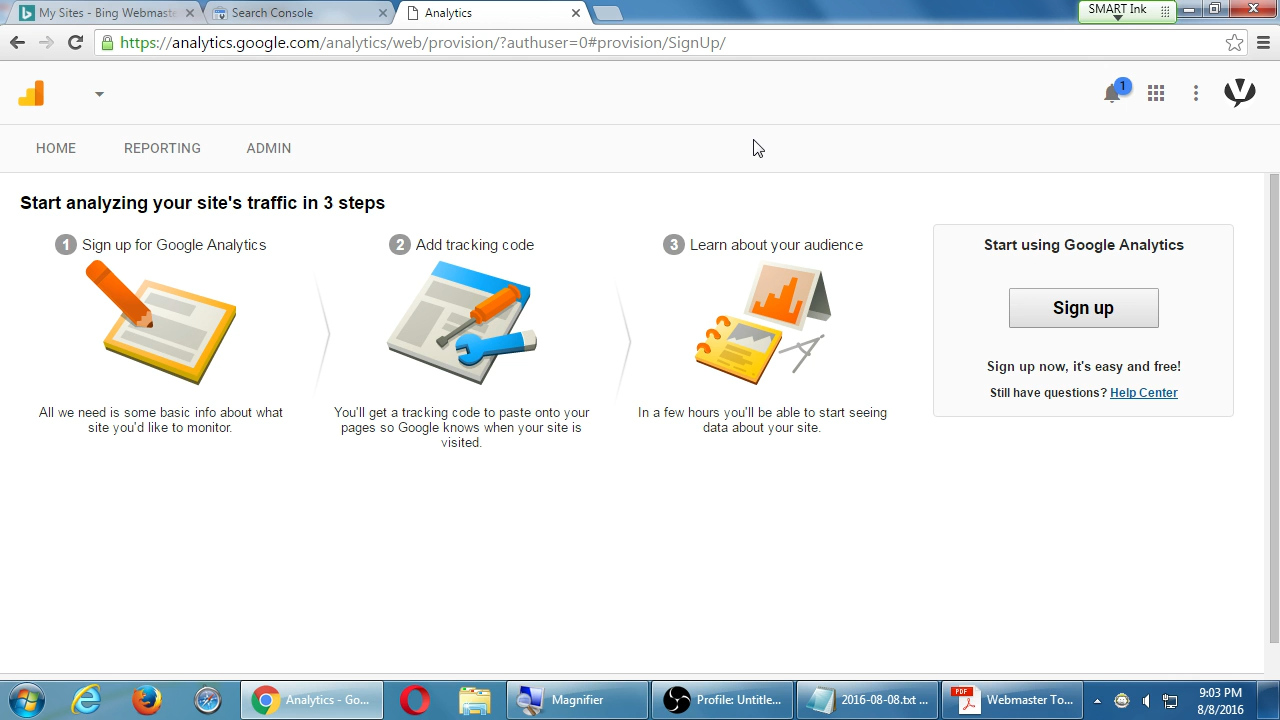 My Sites - Bing Webmaste
Search Console
Analytics
SMART Ink
https://analytics.google.com/analytics/web/provision/?authuser=0#provision/SignUp/
1
HOME
REPORTING
ADMIN
Start analyzing your site's traffic in 3 steps
1 Sign up for Google Analytics
2 Add tracking code
3 Learn about your audience
All we need is some basic info about what
site you'd like to monitor.
You'll get a tracking code to paste onto your
pages so Google knows when your site is
visited.
In a few hours you'll be able to start seeing
data about your site.
Start using Google Analytics
Sign up
Sign up now, it's easy and free!
Still have questions? Help Center
Analytics - Go...
Magnifier
Profile: Untitle...
2016-08-08.txt ...
PDF
Webmaster To...
9:03 PM
8/8/2016